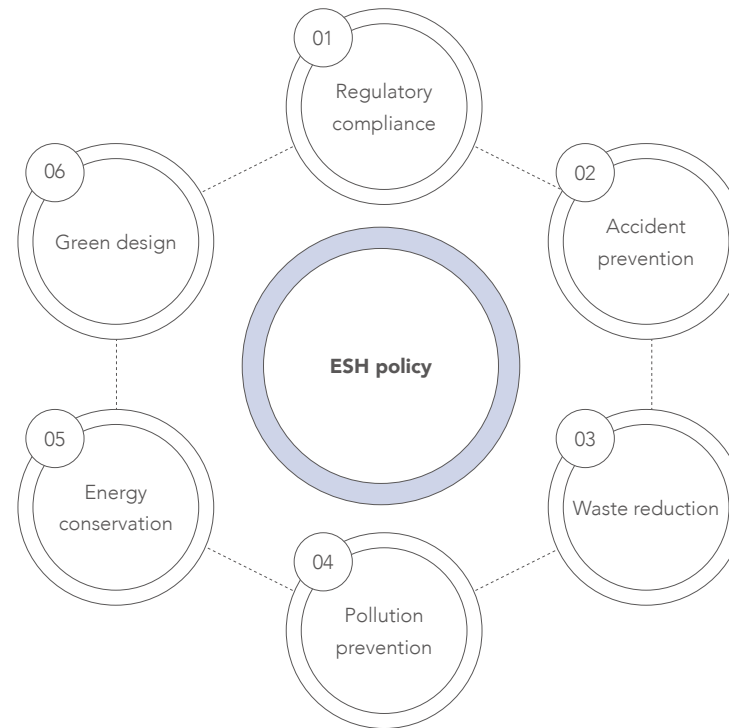 01
Regulatory
compliance
02
Accident
prevention
03
Waste reduction
04
Pollution
prevention
05
Energy
conservation
06
Green design
ESH policy